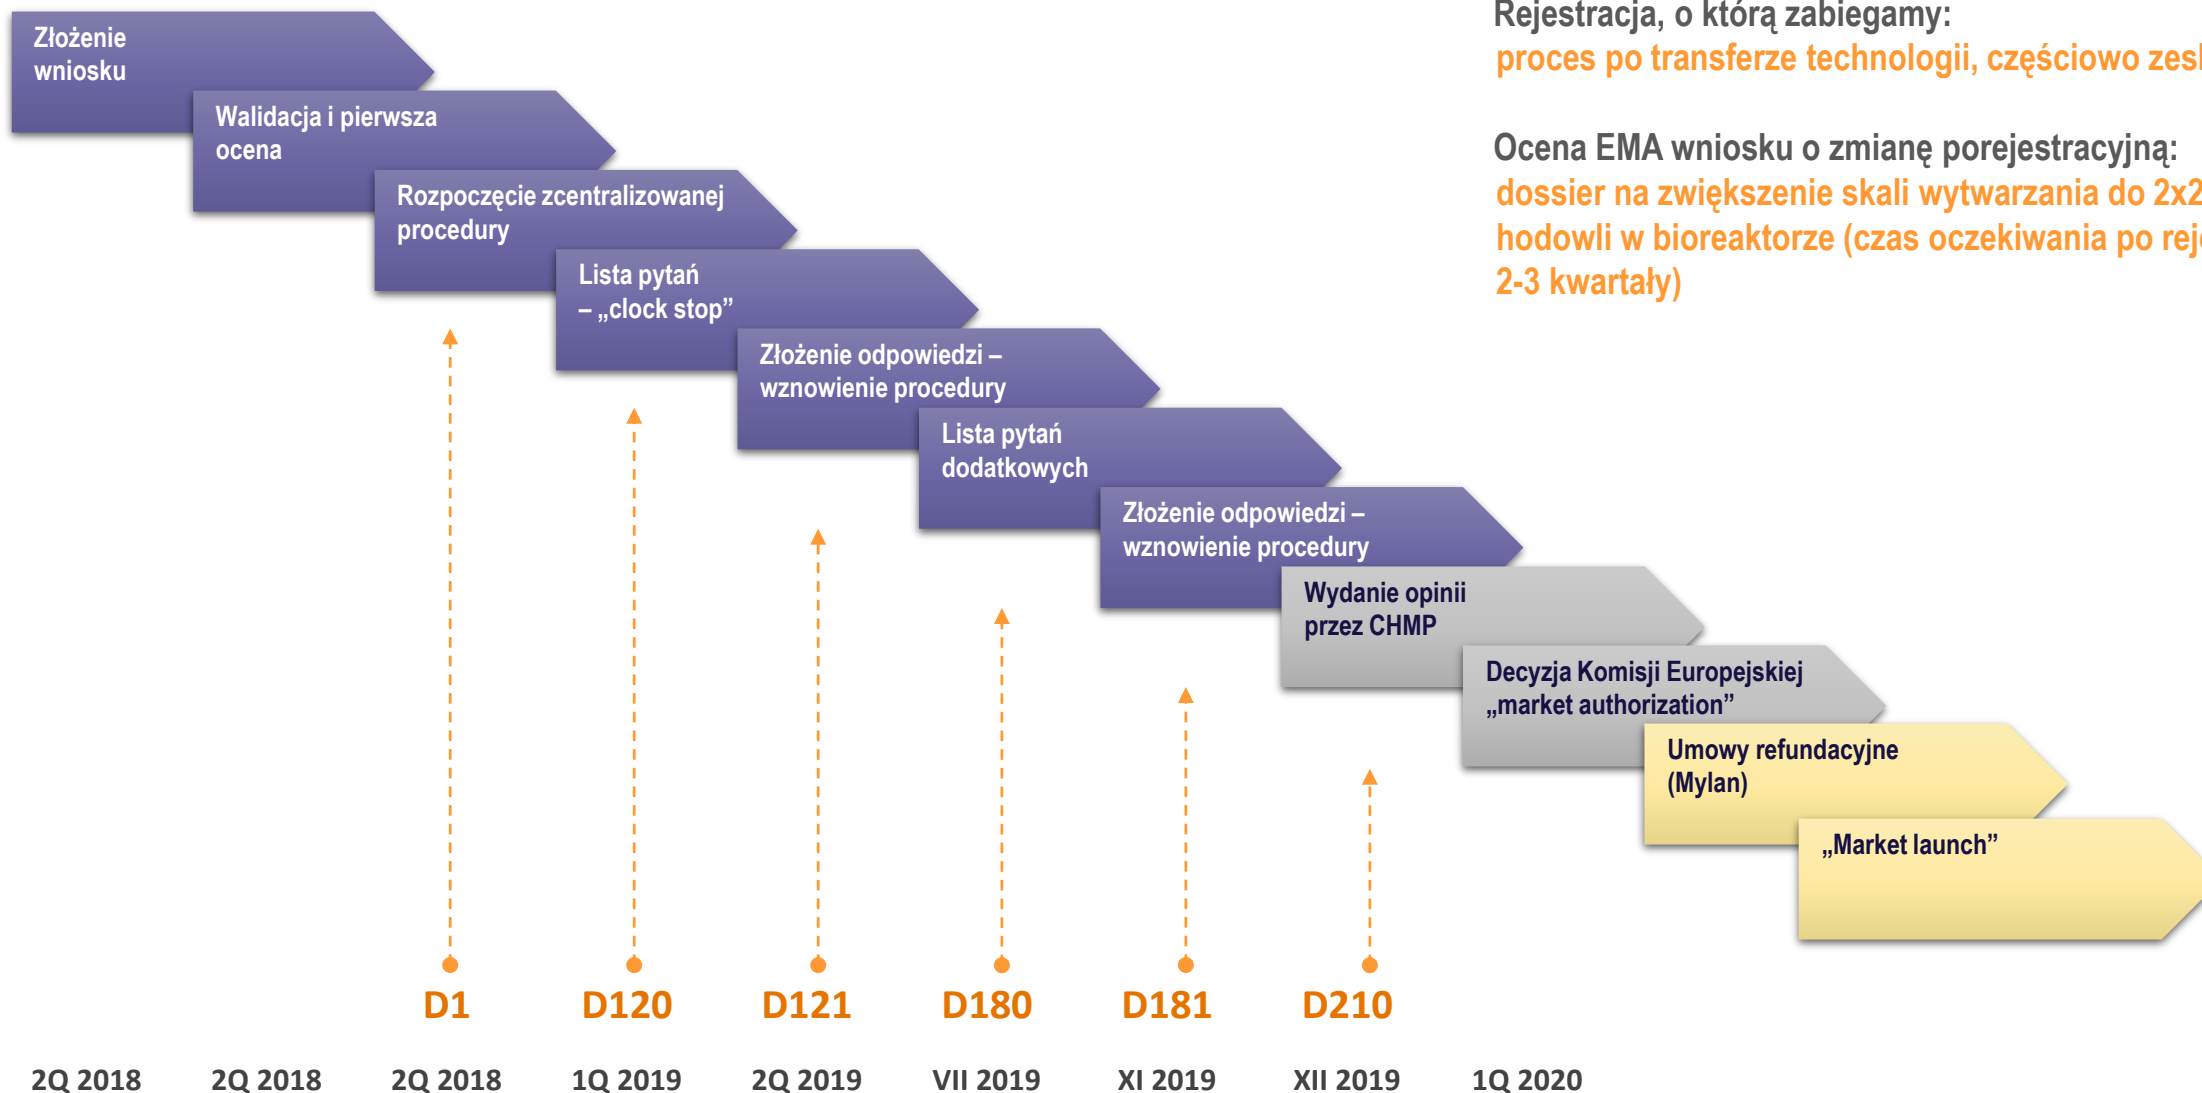 Złożenie
wniosku
Walidacja i pierwsza
ocena
Rozpoczęcie zcentralizowanej
procedury
Lista pytań
– „clock stop”
Złożenie odpowiedzi –
wznowienie procedury
Lista pytań
dodatkowych
Złożenie odpowiedzi –
wznowienie procedury
Wydanie opinii
przez CHMP
Decyzja Komisji Europejskiej
„market authorization”
Umowy refundacyjne
(Mylan)
„Market launch”
Rejestracja, o którą zabiegamy:
proces po transferze technologii, częściowo
Ocena EMA wniosku o zmianę porejestracyjną:
dossier na zwiększenie skali wytwarzania do
hodowli w bioreaktorze (czas oczekiwania po
2-3 kwartały)
D1 D120 D121 D180 D181 D210
2Q 2018 2Q 2018 2Q 2018 1Q 2019 2Q 2019 VII 2019 XI 2019 XII 2019 1Q 2020